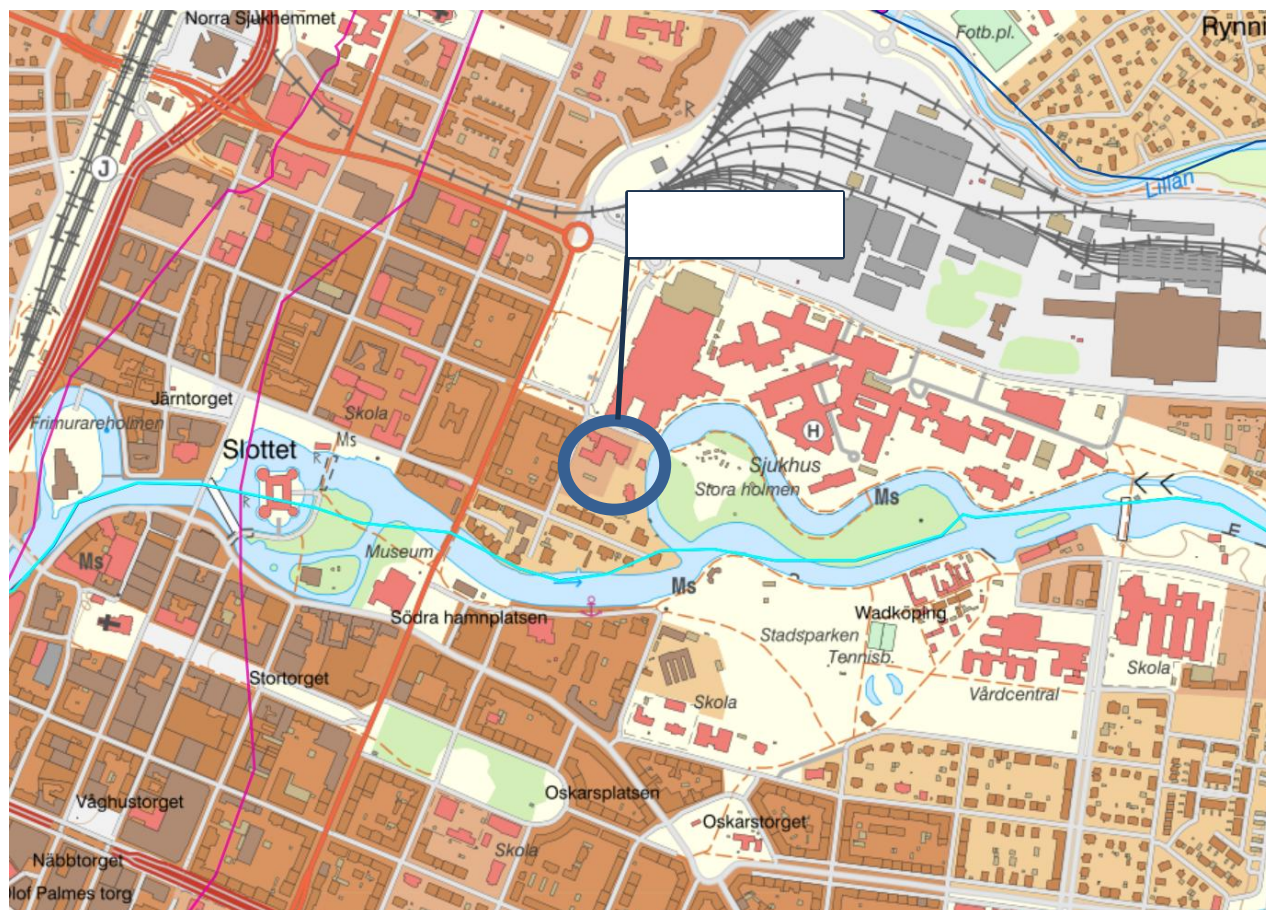 Norra Sjukhemmet
Fotb.pl.
Rynni
J
R
Lillån
Järntorget
Frimurareholmen
Skola
Slottet
Ms
R
H
Sjukhus
Stora holmen
Ms
R
Museum
Ms
Ms
E
Södra hamnplatsen
Wadköping
Stadsparken
Tennisb.
Stortorget
Skola
Vårdcentral
Skola
Våghustorget
Oskarsplatsen
Oskarstorget
Skola
Näbbtorget
lof Palmes torg